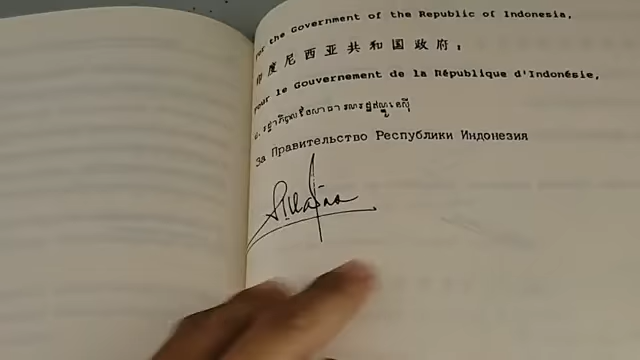 For the Government of the Republic of Indonesia,
印度尼西亚共和国政府:
Pour le Gouvernement de la République d'Indonésie,
За Правительство Республики Индонезия